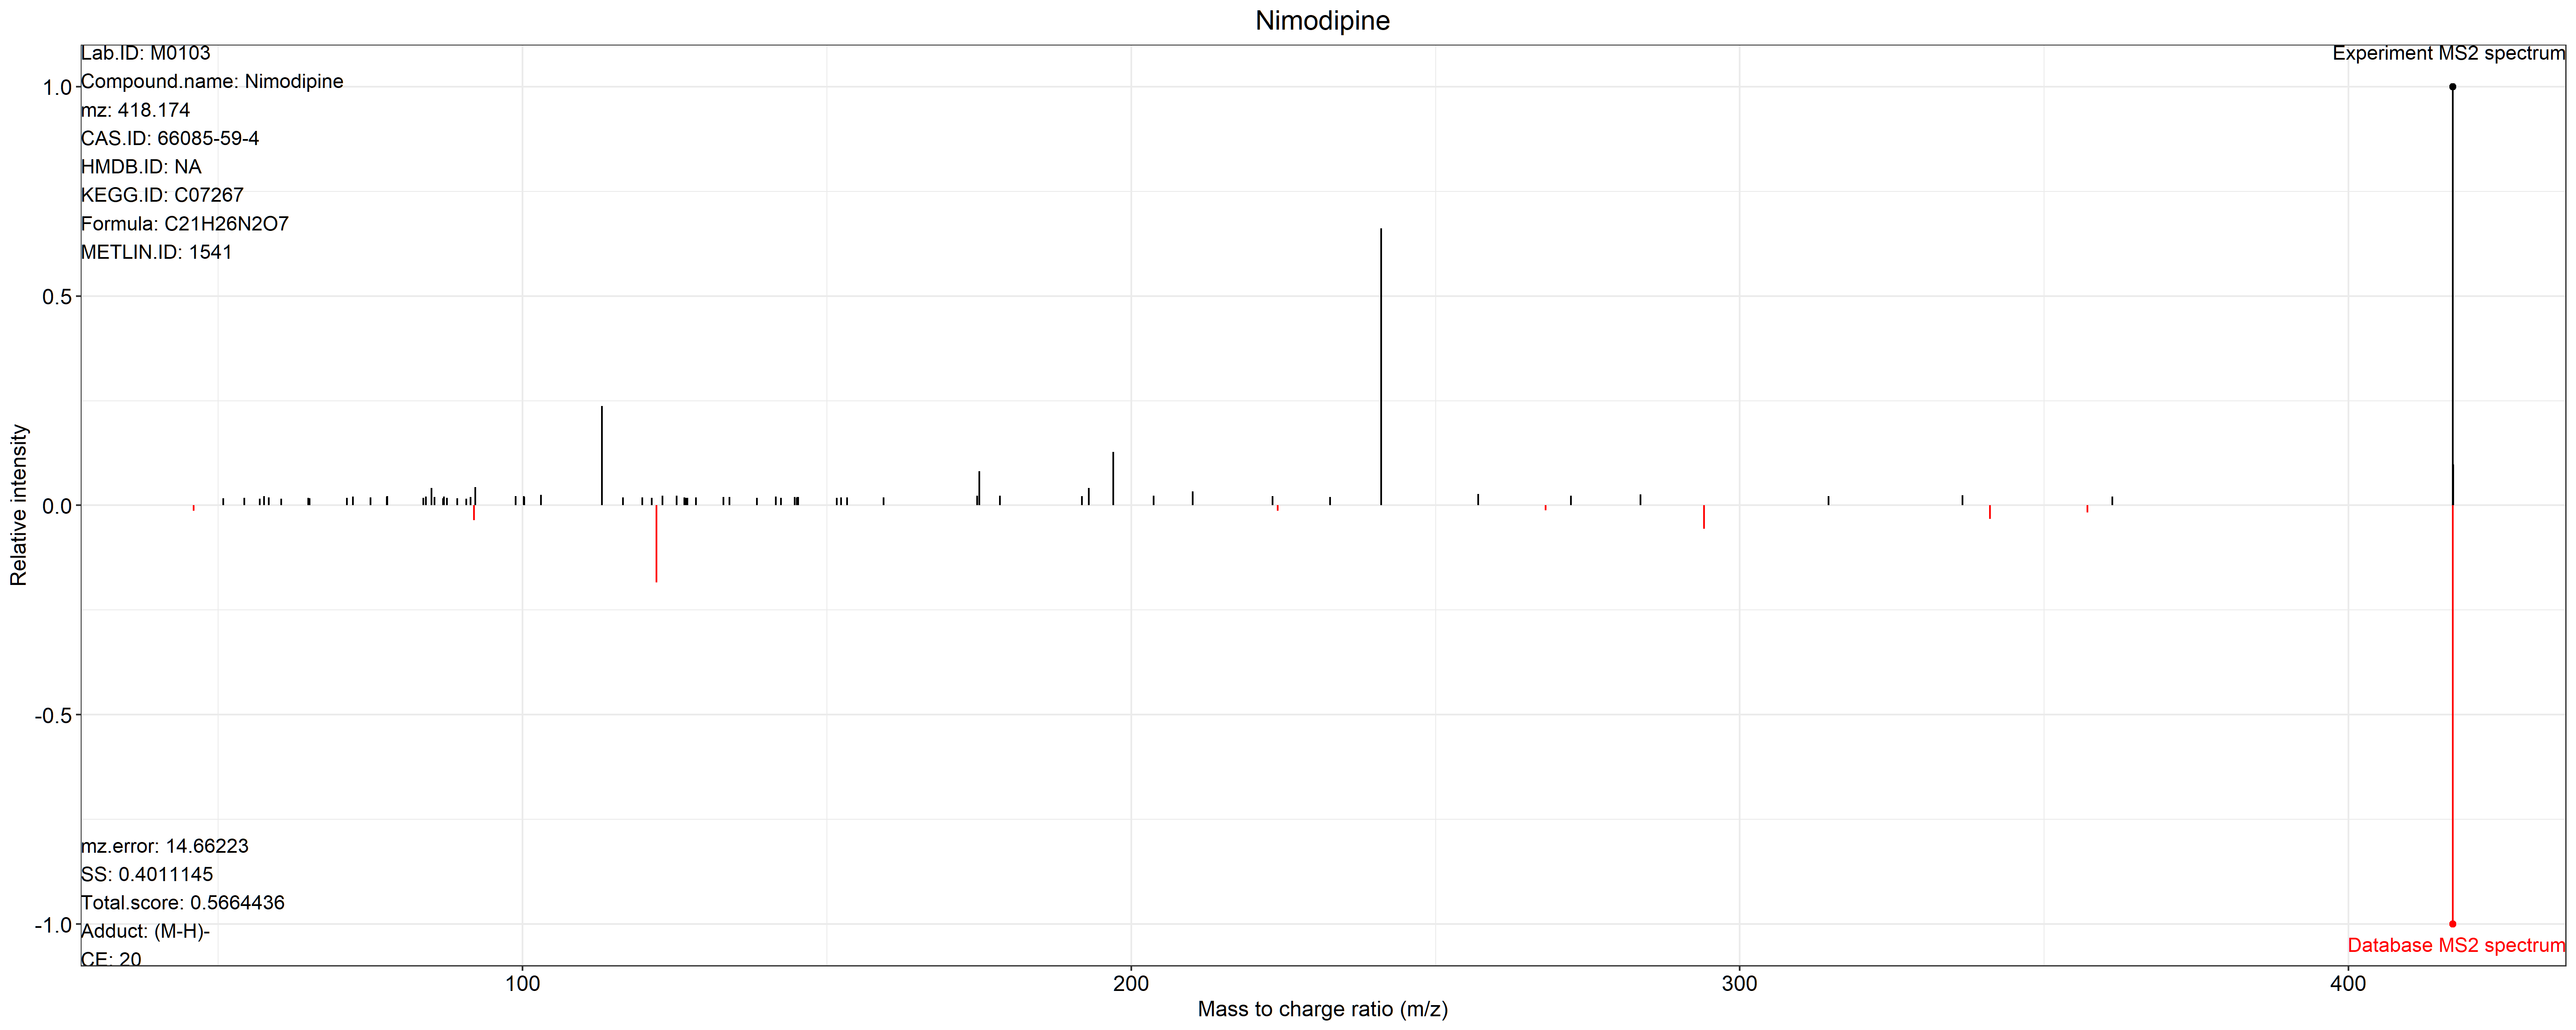 Nimodipine
Lab.ID: M0103
Compound.name: Nimodipine
mz: 418.174
CAS.ID: 66085-59-4
HMDB.ID: NA
KEGG.ID: C07267
Formula: C21H26N2O7
METLIN.ID: 1541
Experiment MS2 spectrum
1.0
0.5
0.0
-0.5
-1.0
Relative intensity
mz.error: 14.66223
SS: 0.4011145
Total.score: 0.5664436
Adduct: (M-H)-
CE: 20
Database MS2 spectrum
100
200
300
400
Mass to charge ratio (m/z)